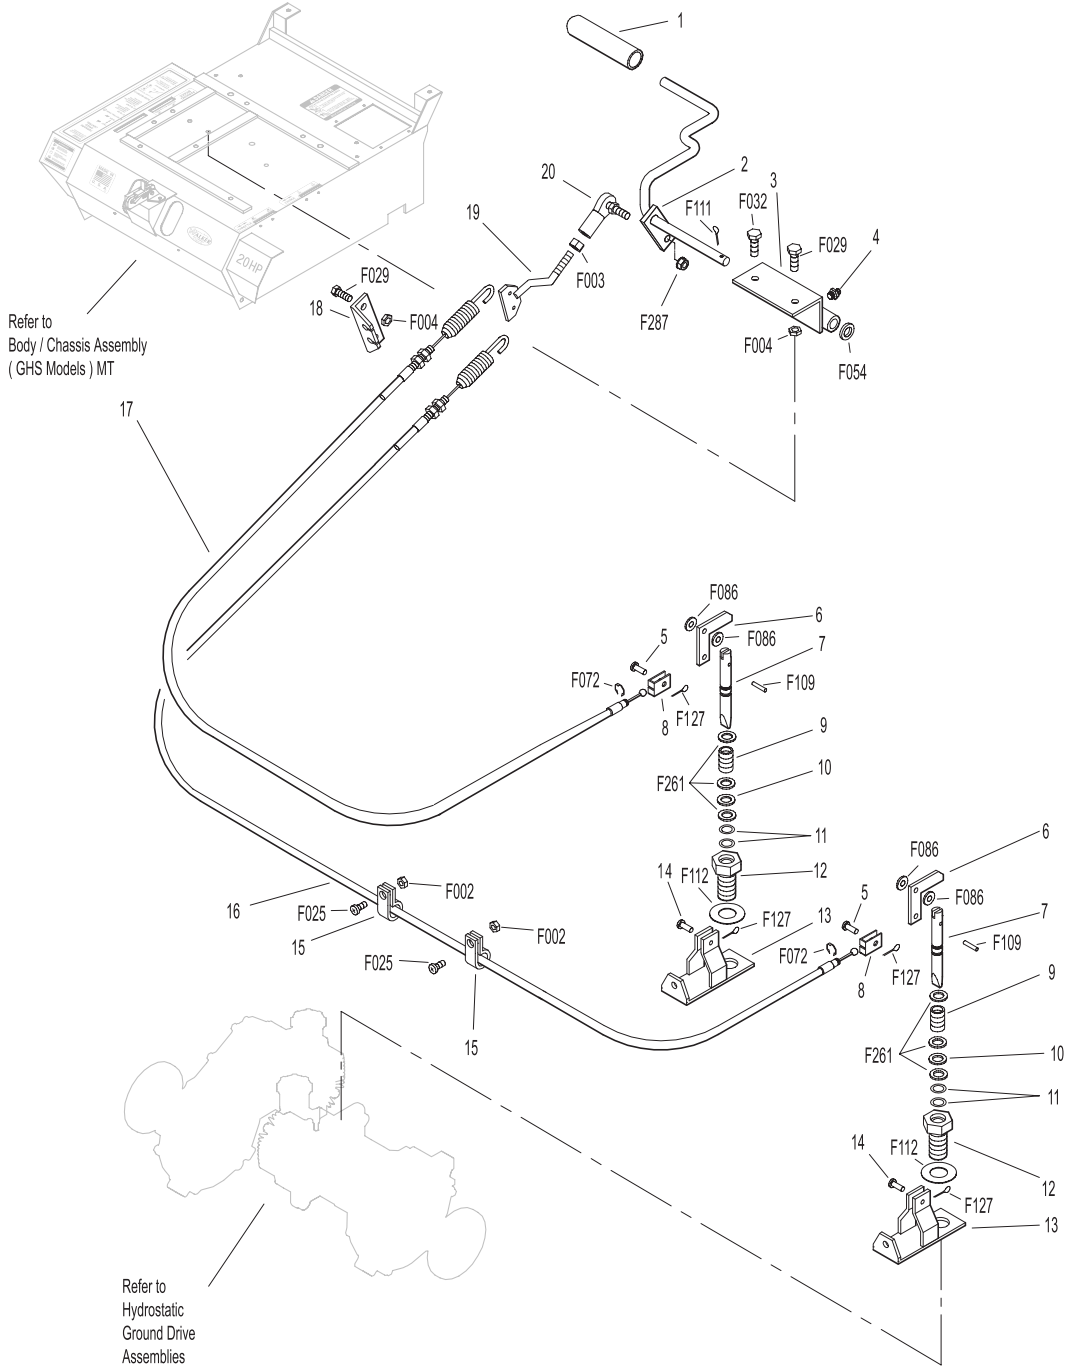 1
20
2
3
F032
F111
19
4
F029
F003
F029
20HP
18
F004
F287
F004
F054
Refer to
Body / Chassis Assembly
( GHS Models ) MT
17
F086
6
5
F086
7
F072
F109
F127
8
9
F261
10
11
6
F086
14
F112
12
F002
5
F086
16
F025
7
13
F127
15
F002
F072
F109
F025
F127
8
9
15
F261
10
11
14
F112
12
F127
13
Refer to
Hydrostatic
Ground Drive
Assemblies